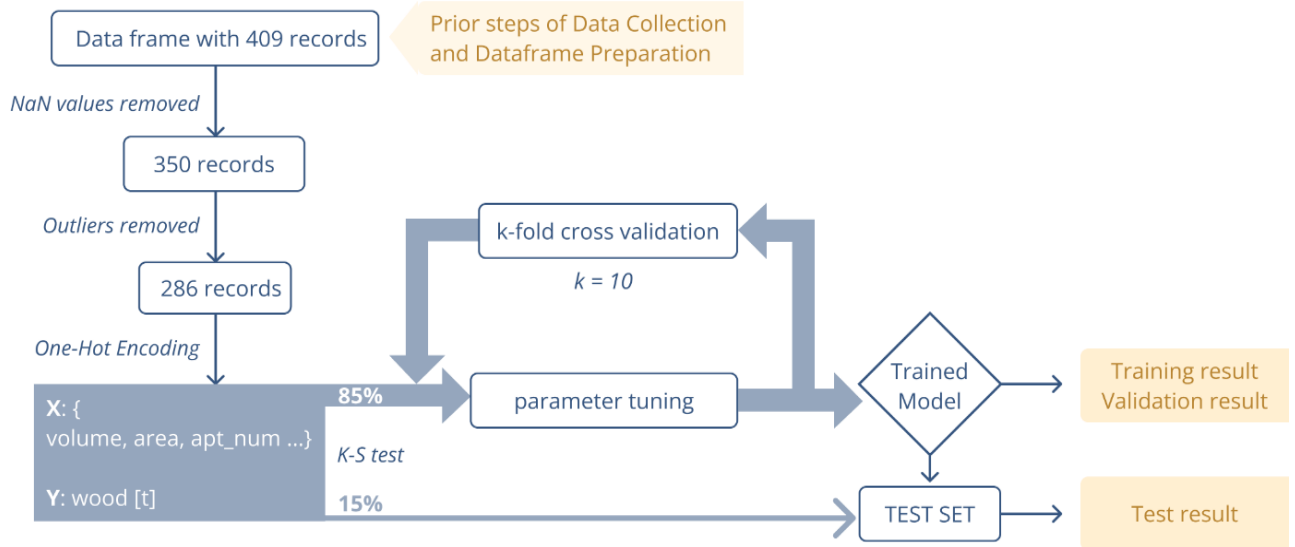 Data frame with 409 records
Prior steps of Data Collection
and Dataframe Preparation
NaN values removed
350 records
Outliers removed
k-fold cross validation
k = 10
286 records
One-Hot Encoding
X: {
volume, area, apt_num ...}
Y: wood [t]
85%
K-S test
15%
parameter tuning
Trained
Model
Training result
Validation result
TEST SET
Test result